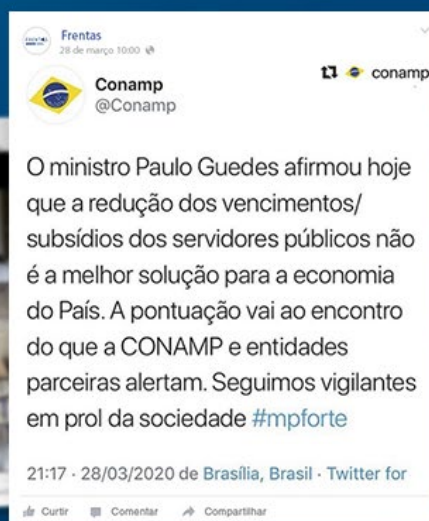 Frentas
28 de março 10:00
conamp
Conamp
@Conamp
O ministro Paulo Guedes afirmou hoje
que a redução dos vencimentos/
subsídios dos servidores públicos não
é a melhor solução para a economia
do País. A pontuação vai ao encontro
do que a CONAMP e entidades
parceiras alertam. Seguimos vigilantes
em prol da sociedade #mpforte
21:17 · 28/03/2020 de Brasília, Brasil · Twitter for
Curtir Comentar Compartilhar